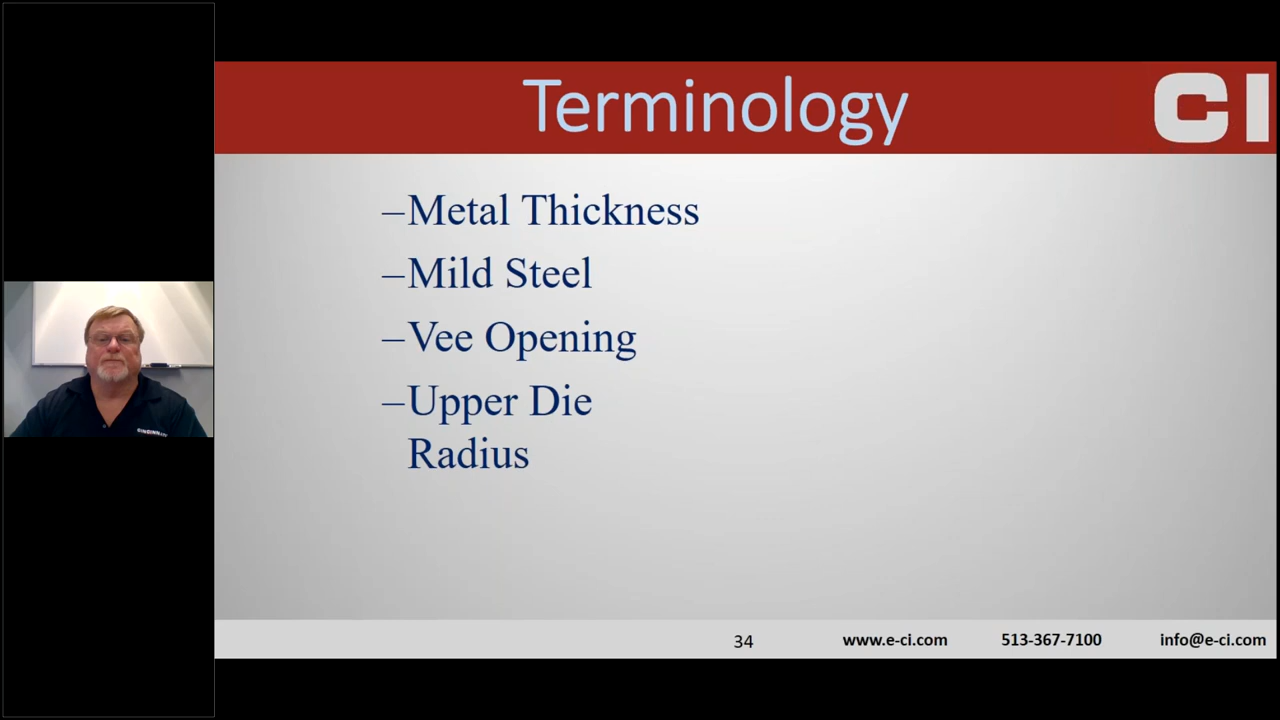 Terminology
CI
–Metal Thickness
–Mild Steel
–Vee Opening
–Upper Die
Radius
34
www.e-ci.com
513-367-7100
info@e-ci.com